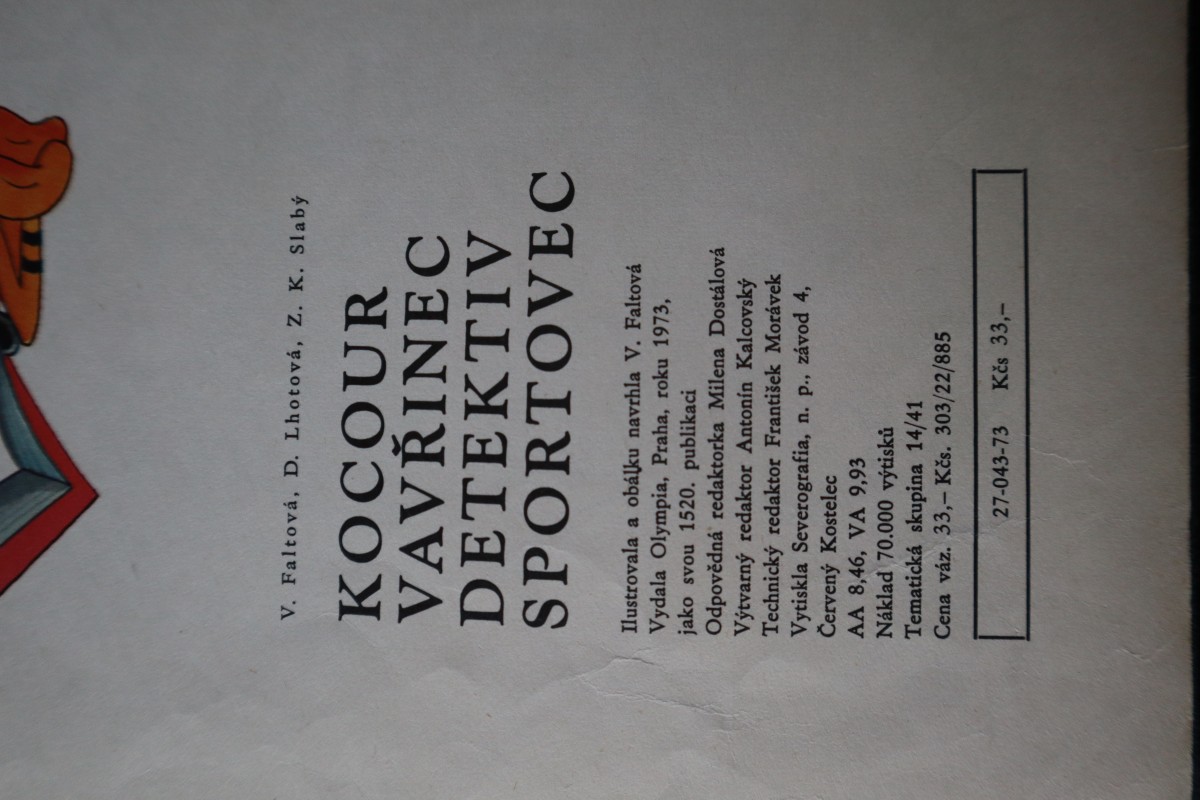 V. Faltová, D. Lhotová, Z. K. Slabý
KOCOUR
VAVŘINEC
DETEKTIV
SPORTOVEC
Ilustrovala a obálku navrhla V. Faltová
Vydala Olympia, Praha, roku 1973,
jako svou 1520. publikaci
Odpovědná redaktorka Milena Dostálová
Výtvarný redaktor Antonín Kalcovský
Technický redaktor František Morávek
Vytiskla Severografia, n. p., závod 4,
Červený Kostelec
AA 8,46, VA 9,93
Náklad 70.000 výtisků
Tematická skupina 14/41
Cena váz. 33,– Kčs. 303/22/885
27-043-73 Kčs 33,–